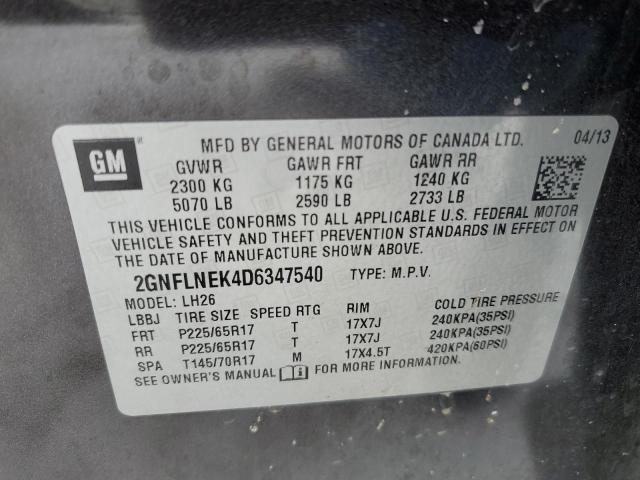 GM
MFD BY GENERAL MOTORS OF CANADA LTD. 04/13
GVWR GAWR FRT GAWR RR
2300 KG 1175 KG 1240 KG
5070 LB 2590 LB 2733 LB
THIS VEHICLE CONFORMS TO ALL APPLICABLE U.S. FEDERAL MOTOR
VEHICLE SAFETY AND THEFT PREVENTION STANDARDS IN EFFECT ON
THE DATE OF MANUFACTURE SHOWN ABOVE.
2GNFLNEK4D6347540 TYPE: M.P.V.
MODEL: LH26
LBBJ TIRE SIZE SPEED RTG RIM COLD TIRE PRESSURE
FRT P225/65R17 T 17X7J 240KPA(35PSI)
RR P225/65R17 T 17X7J 240KPA(35PSI)
SPA T145/70R17 M 17X4.5T 420KPA(60PSI)
SEE OWNER'S MANUAL FOR MORE INFORMATION.